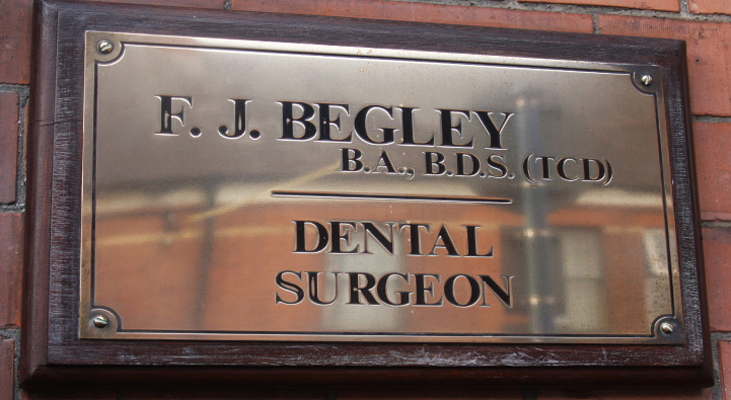 F. J. BEGLEY
B.A., B.D.S. (TCD)
DENTAL
SURGEON